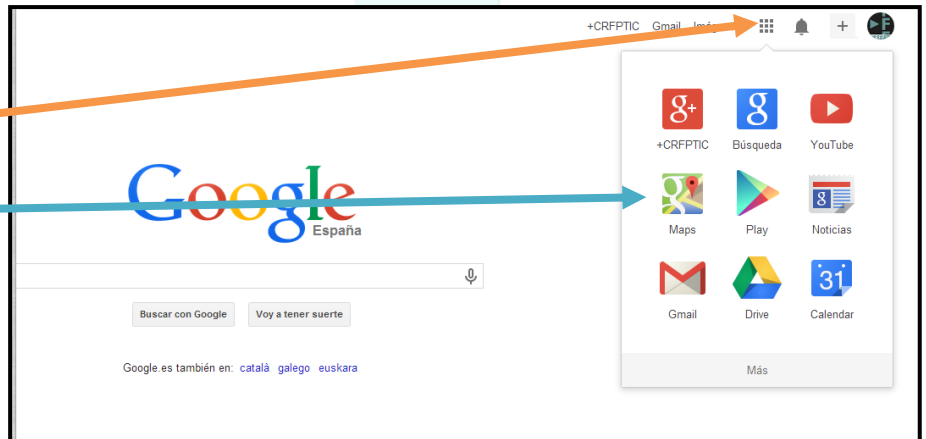 +CRFPTIC Gmail
+
g+ g
+CRFPTIC Búsqueda YouTube
Google
España
g g
Maps Play Noticias
31
Gmail Drive Calendar
Buscar con Google Voy a tener suerte
Google.es también en: català galego euskara
Más